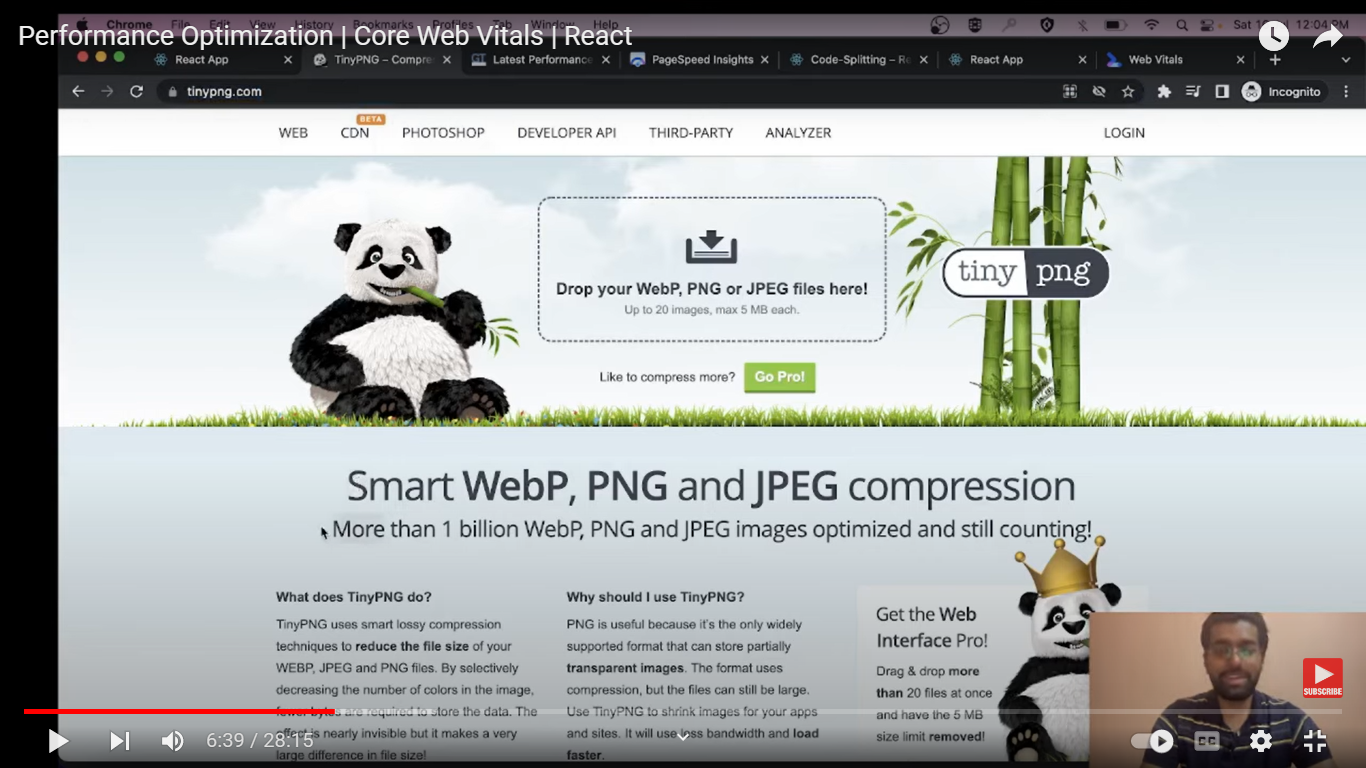 Chrome File Edit View History Bookmarks Profiles Tab Window Help
Performance Optimization | Core Web Vitals | React
React App
TinyPNG – Compre
GT Latest Performance
PageSpeed Insights
Code-Splitting – Re
React App
Web Vitals
tinypng.com
Incognito
WEB
CDN
BETA
PHOTOSHOP
DEVELOPER API
THIRD-PARTY
ANALYZER
LOGIN
Drop your WebP, PNG or JPEG files here!
Up to 20 images, max 5 MB each.
Like to compress more? Go Pro!
tiny png
Smart WebP, PNG and JPEG compression
More than 1 billion WebP, PNG and JPEG images optimized and still counting!
What does TinyPNG do?
TinyPNG uses smart lossy compression
techniques to reduce the file size of your
WEBP, JPEG and PNG files. By selectively
decreasing the number of colors in the image,
fewer bytes are required to store the data. The
effect is nearly invisible but it makes a very
large difference in file size!
Why should I use TinyPNG?
PNG is useful because it's the only widely
supported format that can store partially
transparent images. The format uses
compression, but the files can still be large.
Use TinyPNG to shrink images for your apps
and sites. It will use less bandwidth and load
faster.
Get the Web
Interface Pro!
Drag & drop more
than 20 files at once
and have the 5 MB
size limit removed!
SUBSCRIBE
6:39 / 28:15
CC